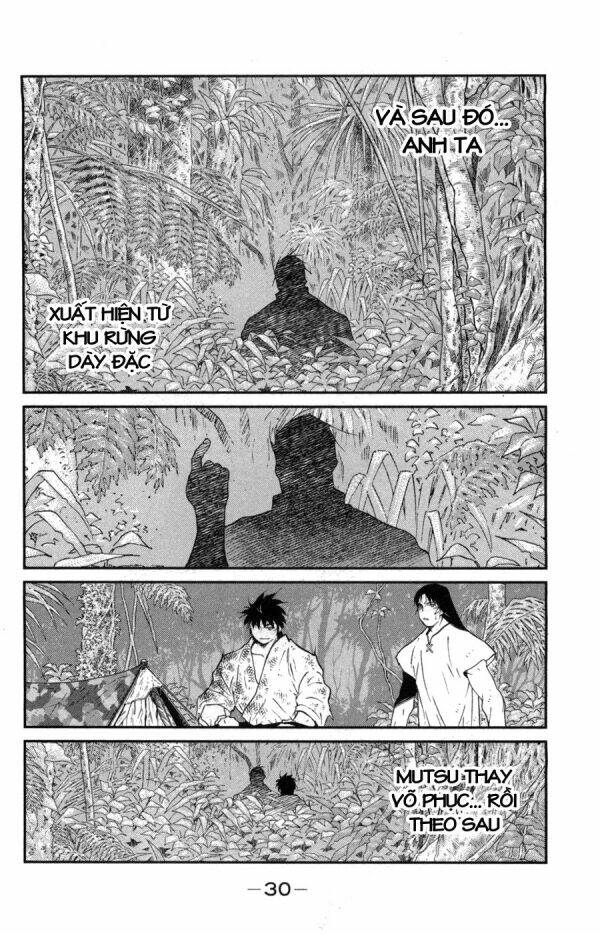 VÀ SAU ĐÓ...
ANH TA
XUẤT HIỆN TỪ
KHU RỪNG
DÀY ĐẶC
MUTSU THAY
VÕ PHỤC... RỒI
THEO SAU
—30—